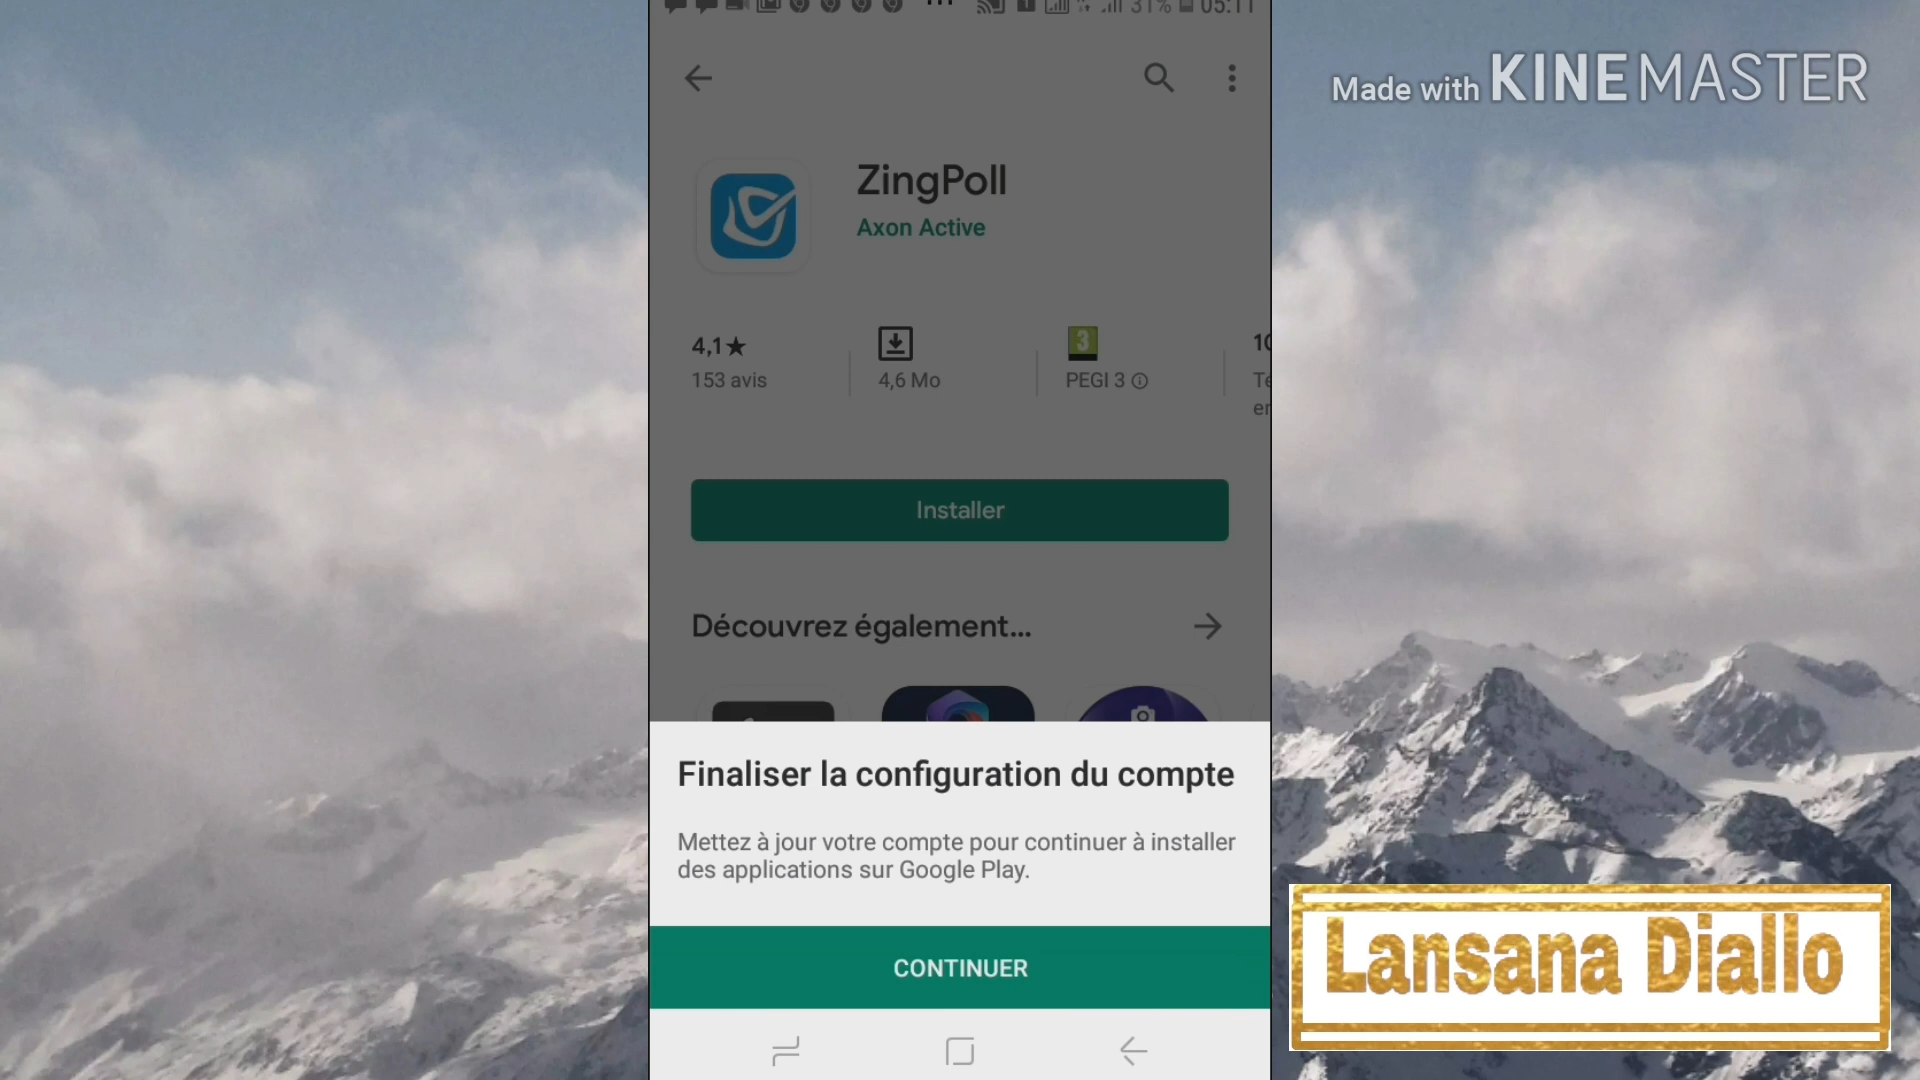 31% 05:11
Made with KINEMASTER
ZingPoll
Axon Active
4,1★
153 avis
4,6 Mo
3
PEGI 3
Installer
Découvrez également...
Finaliser la configuration du compte
Mettez à jour votre compte pour continuer à installer
des applications sur Google Play.
CONTINUER
Lansana Diallo